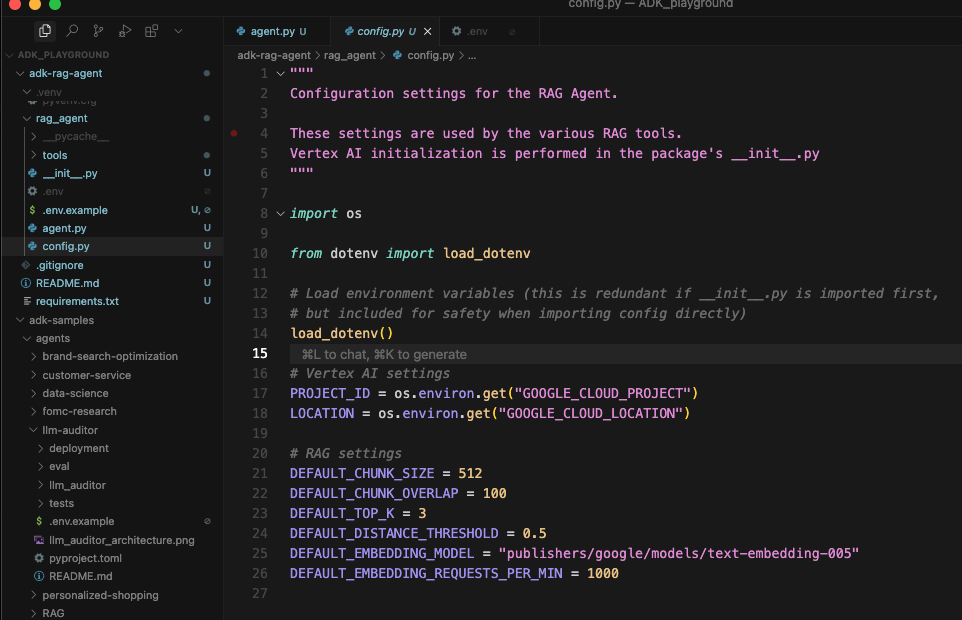 config.py — ADK_playground
agent.py U
config.py U
.env
ADK_PLAYGROUND
adk-rag-agent
.venv
pyvenv.cfg
rag_agent
__pycache__
tools
__init__.py U
.env
$ .env.example U,
agent.py U
config.py U
.gitignore U
README.md U
requirements.txt U
adk-samples
agents
brand-search-optimization
customer-service
data-science
fomc-research
llm-auditor
deployment
eval
llm_auditor
tests
$ .env.example
llm_auditor_architecture.png
pyproject.toml
README.md
personalized-shopping
RAG
adk-rag-agent > rag_agent > config.py > ...
1 """
2 Configuration settings for the RAG Agent.
3
4 These settings are used by the various RAG tools.
5 Vertex AI initialization is performed in the package's __init__.py
6 """
7
8 import os
9
10 from dotenv import load_dotenv
11
12 # Load environment variables (this is redundant if __init__.py is imported first,
13 # but included for safety when importing config directly)
14 load_dotenv()
15 ⌘L to chat, ⌘K to generate
16 # Vertex AI settings
17 PROJECT_ID = os.environ.get("GOOGLE_CLOUD_PROJECT")
18 LOCATION = os.environ.get("GOOGLE_CLOUD_LOCATION")
19
20 # RAG settings
21 DEFAULT_CHUNK_SIZE = 512
22 DEFAULT_CHUNK_OVERLAP = 100
23 DEFAULT_TOP_K = 3
24 DEFAULT_DISTANCE_THRESHOLD = 0.5
25 DEFAULT_EMBEDDING_MODEL = "publishers/google/models/text-embedding-005"
26 DEFAULT_EMBEDDING_REQUESTS_PER_MIN = 1000
27